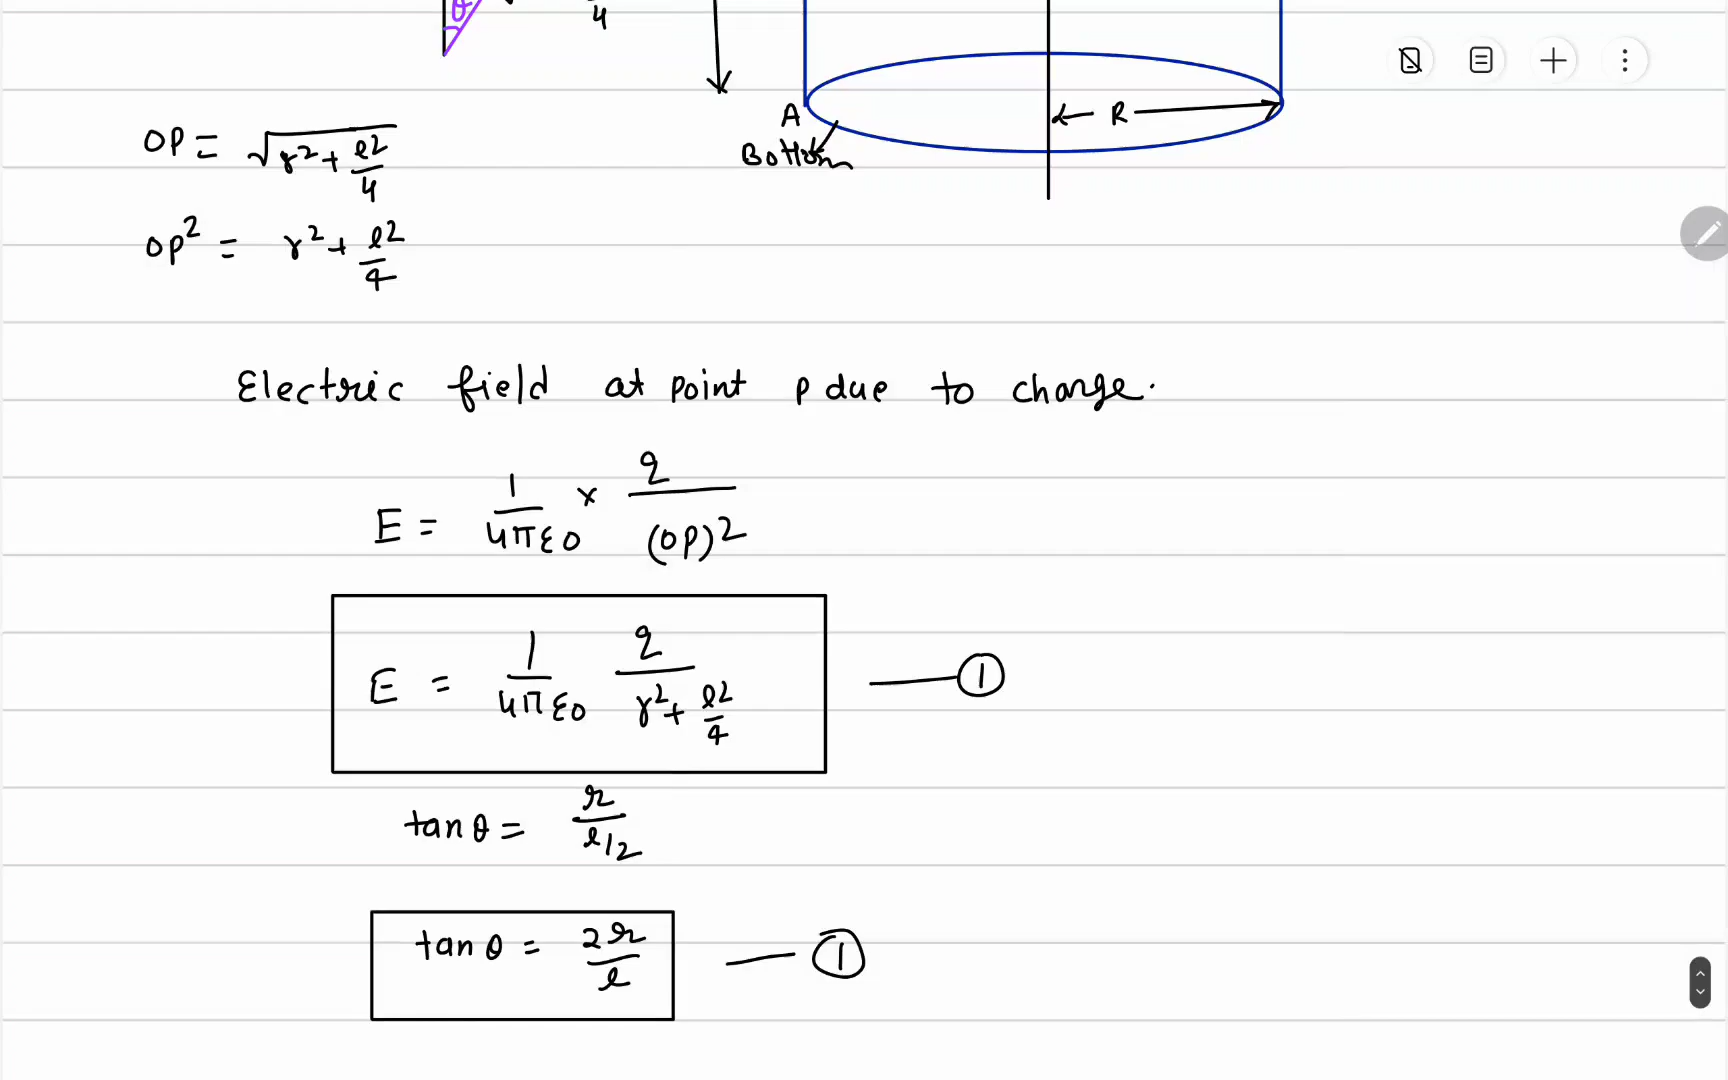 θ
4
A
← R →
Bottom
OP = √(r² + l²/4)
OP² = r² + l²/4
Electric field at point P due to charge.
E = 1/4πε0 × q/(OP)²
E = 1/4πε0 q/(r² + l²/4) —— ①
tan θ = r/(l/2)
tan θ = 2r/l —— ①